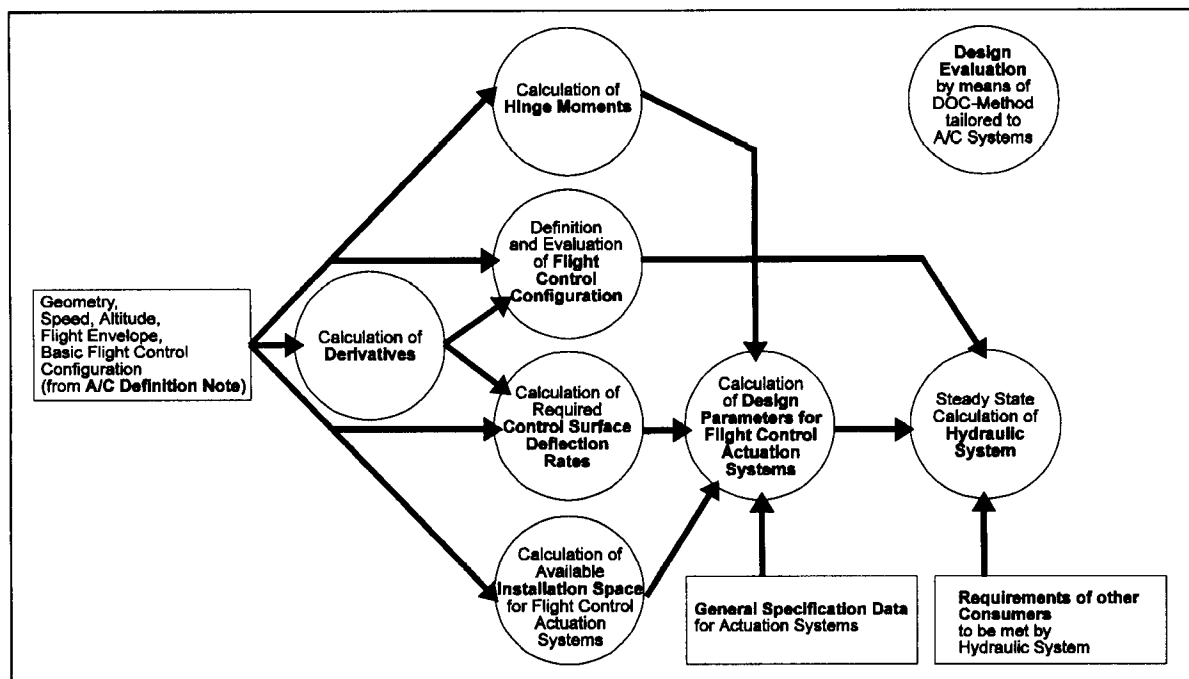 Calculation of
Hinge Moments
Design
Evaluation
by means of
DOC-Method
tailored to
A/C Systems
Definition
and Evaluation
of Flight
Control
Configuration
Geometry,
Speed, Altitude,
Flight Envelope,
Basic Flight Control
Configuration
(from A/C Definition Note)
Calculation of
Derivatives
Calculation of
Required
Control Surface
Deflection
Rates
Calculation
of Design
Parameters for
Flight Control
Actuation
Systems
Steady State
Calculation of
Hydraulic
System
Calculation of
Available
Installation Space
for Flight Control
Actuation
Systems
General Specification Data
for Actuation Systems
Requirements of other
Consumers
to be met by
Hydraulic System